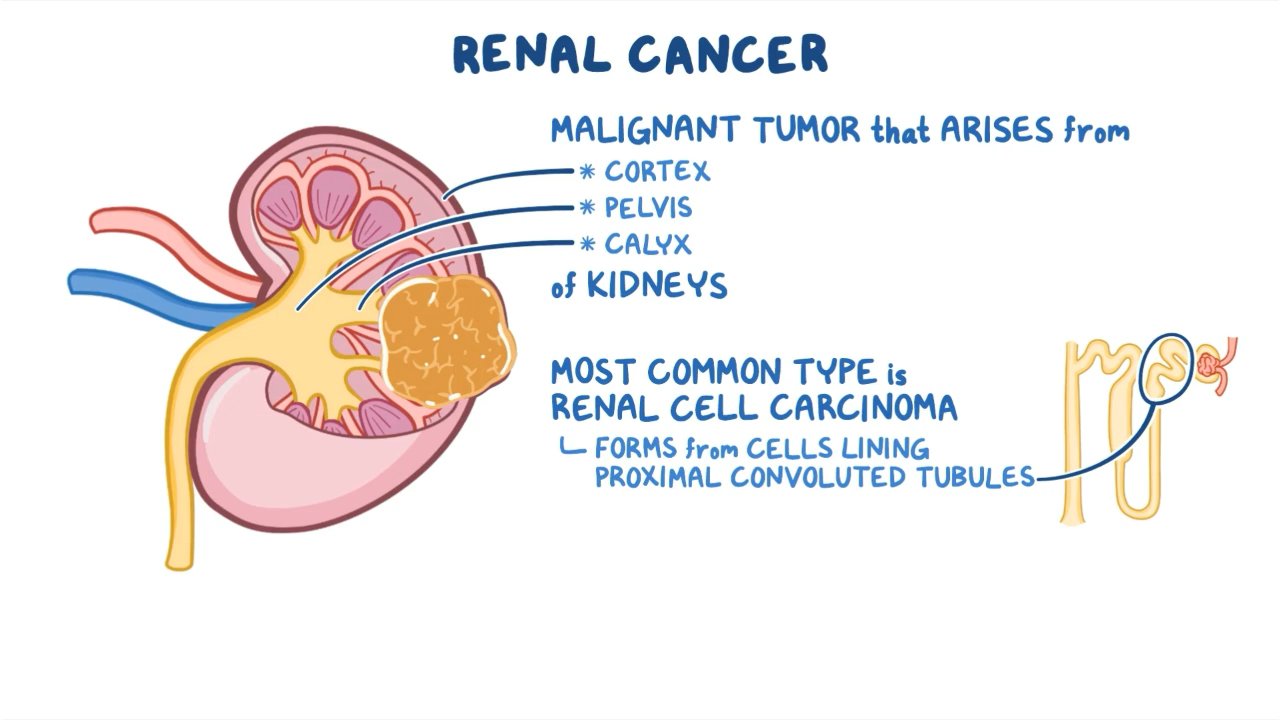 RENAL CANCER
MALIGNANT TUMOR that ARISES from
* CORTEX
* PELVIS
* CALYX
of KIDNEYS
MOST COMMON TYPE is
RENAL CELL CARCINOMA
FORMS from CELLS LINING
PROXIMAL CONVOLUTED TUBULES